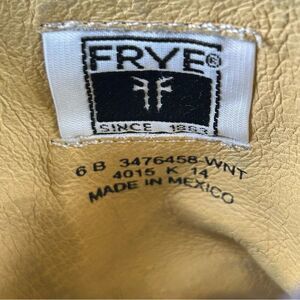 FRYE®
SINCE 1863
6 B 3476458-WNT
4015 K 14
MADE IN MEXICO